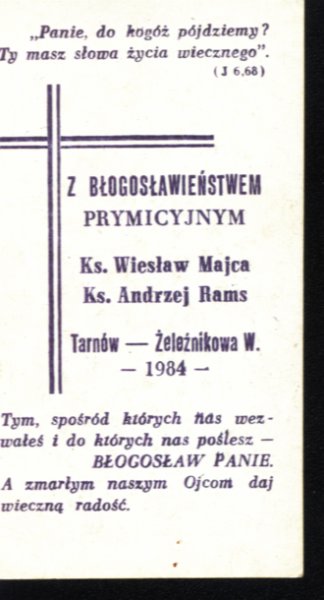 „Panie, do kogóż pójdziemy?
Ty masz słowa życia wiecznego”.
(J 6,68)
Z BŁOGOSŁAWIEŃSTWEM
PRYMICYJNYM
Ks. Wiesław Majca
Ks. Andrzej Rams
Tarnów — Żeleźnikowa W.
— 1984 —
Tym, spośród których nas wez-
wałeś i do których nas poślesz —
BŁOGOSŁAW PANIE.
A zmarłym naszym Ojcom daj
wieczną radość.